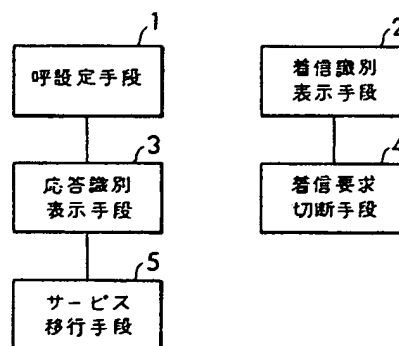 1
呼設定手段
3
応答識別
表示手段
5
サービス
移行手段
2
着信識別
表示手段
4
着信要求
切断手段